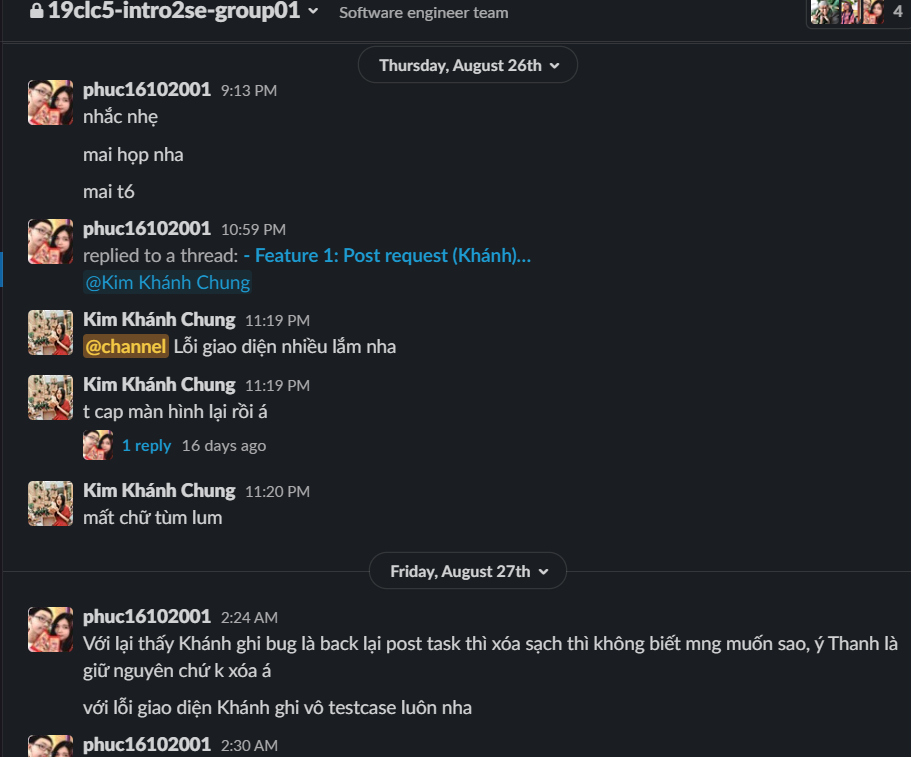 19clc5-intro2se-group01 Software engineer team 4
Thursday, August 26th
phuc16102001 9:13 PM
nhắc nhẹ
mai họp nha
mai t6
phuc16102001 10:59 PM
replied to a thread: - Feature 1: Post request (Khánh)...
@Kim Khánh Chung
Kim Khánh Chung 11:19 PM
@channel Lỗi giao diện nhiều lắm nha
Kim Khánh Chung 11:19 PM
t cap màn hình lại rồi á
1 reply 16 days ago
Kim Khánh Chung 11:20 PM
mất chữ tùm lum
Friday, August 27th
phuc16102001 2:24 AM
Với lại thấy Khánh ghi bug là back lại post task thì xóa sạch thì không biết mng muốn sao, ý Thanh là
giữ nguyên chứ k xóa á
với lỗi giao diện Khánh ghi vô testcase luôn nha
phuc16102001 2:30 AM